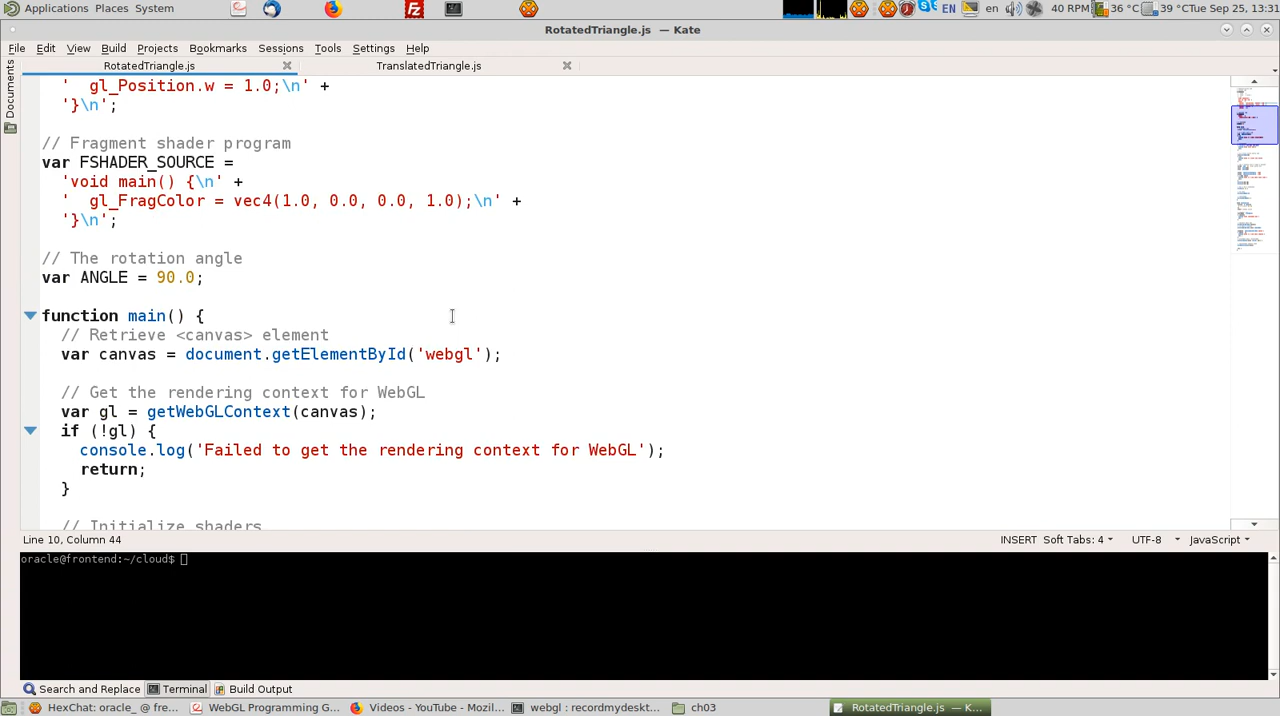 Applications Places System
en
40 RPM 36 °C 39 °C Tue Sep 25, 13:31
RotatedTriangle.js — Kate
File Edit View Build Projects Bookmarks Sessions Tools Settings Help
RotatedTriangle.js TranslatedTriangle.js
Documents
'  gl_Position.w = 1.0;\n' +
'}\n';
// Fragment shader program
var FSHADER_SOURCE =
'void main() {\n' +
'  gl_FragColor = vec4(1.0, 0.0, 0.0, 1.0);\n' +
'}\n';
// The rotation angle
var ANGLE = 90.0;
function main() {
// Retrieve <canvas> element
var canvas = document.getElementById('webgl');
// Get the rendering context for WebGL
var gl = getWebGLContext(canvas);
if (!gl) {
console.log('Failed to get the rendering context for WebGL');
return;
}
// Initialize shaders
Line 10, Column 44 INSERT Soft Tabs: 4 UTF-8 JavaScript
oracle@frontend:~/cloud$
Search and Replace Terminal Build Output
HexChat: oracle_ @ fre... WebGL Programming G... Videos - YouTube - Mozil... webgl : recordmydeskt... ch03 RotatedTriangle.js — K...